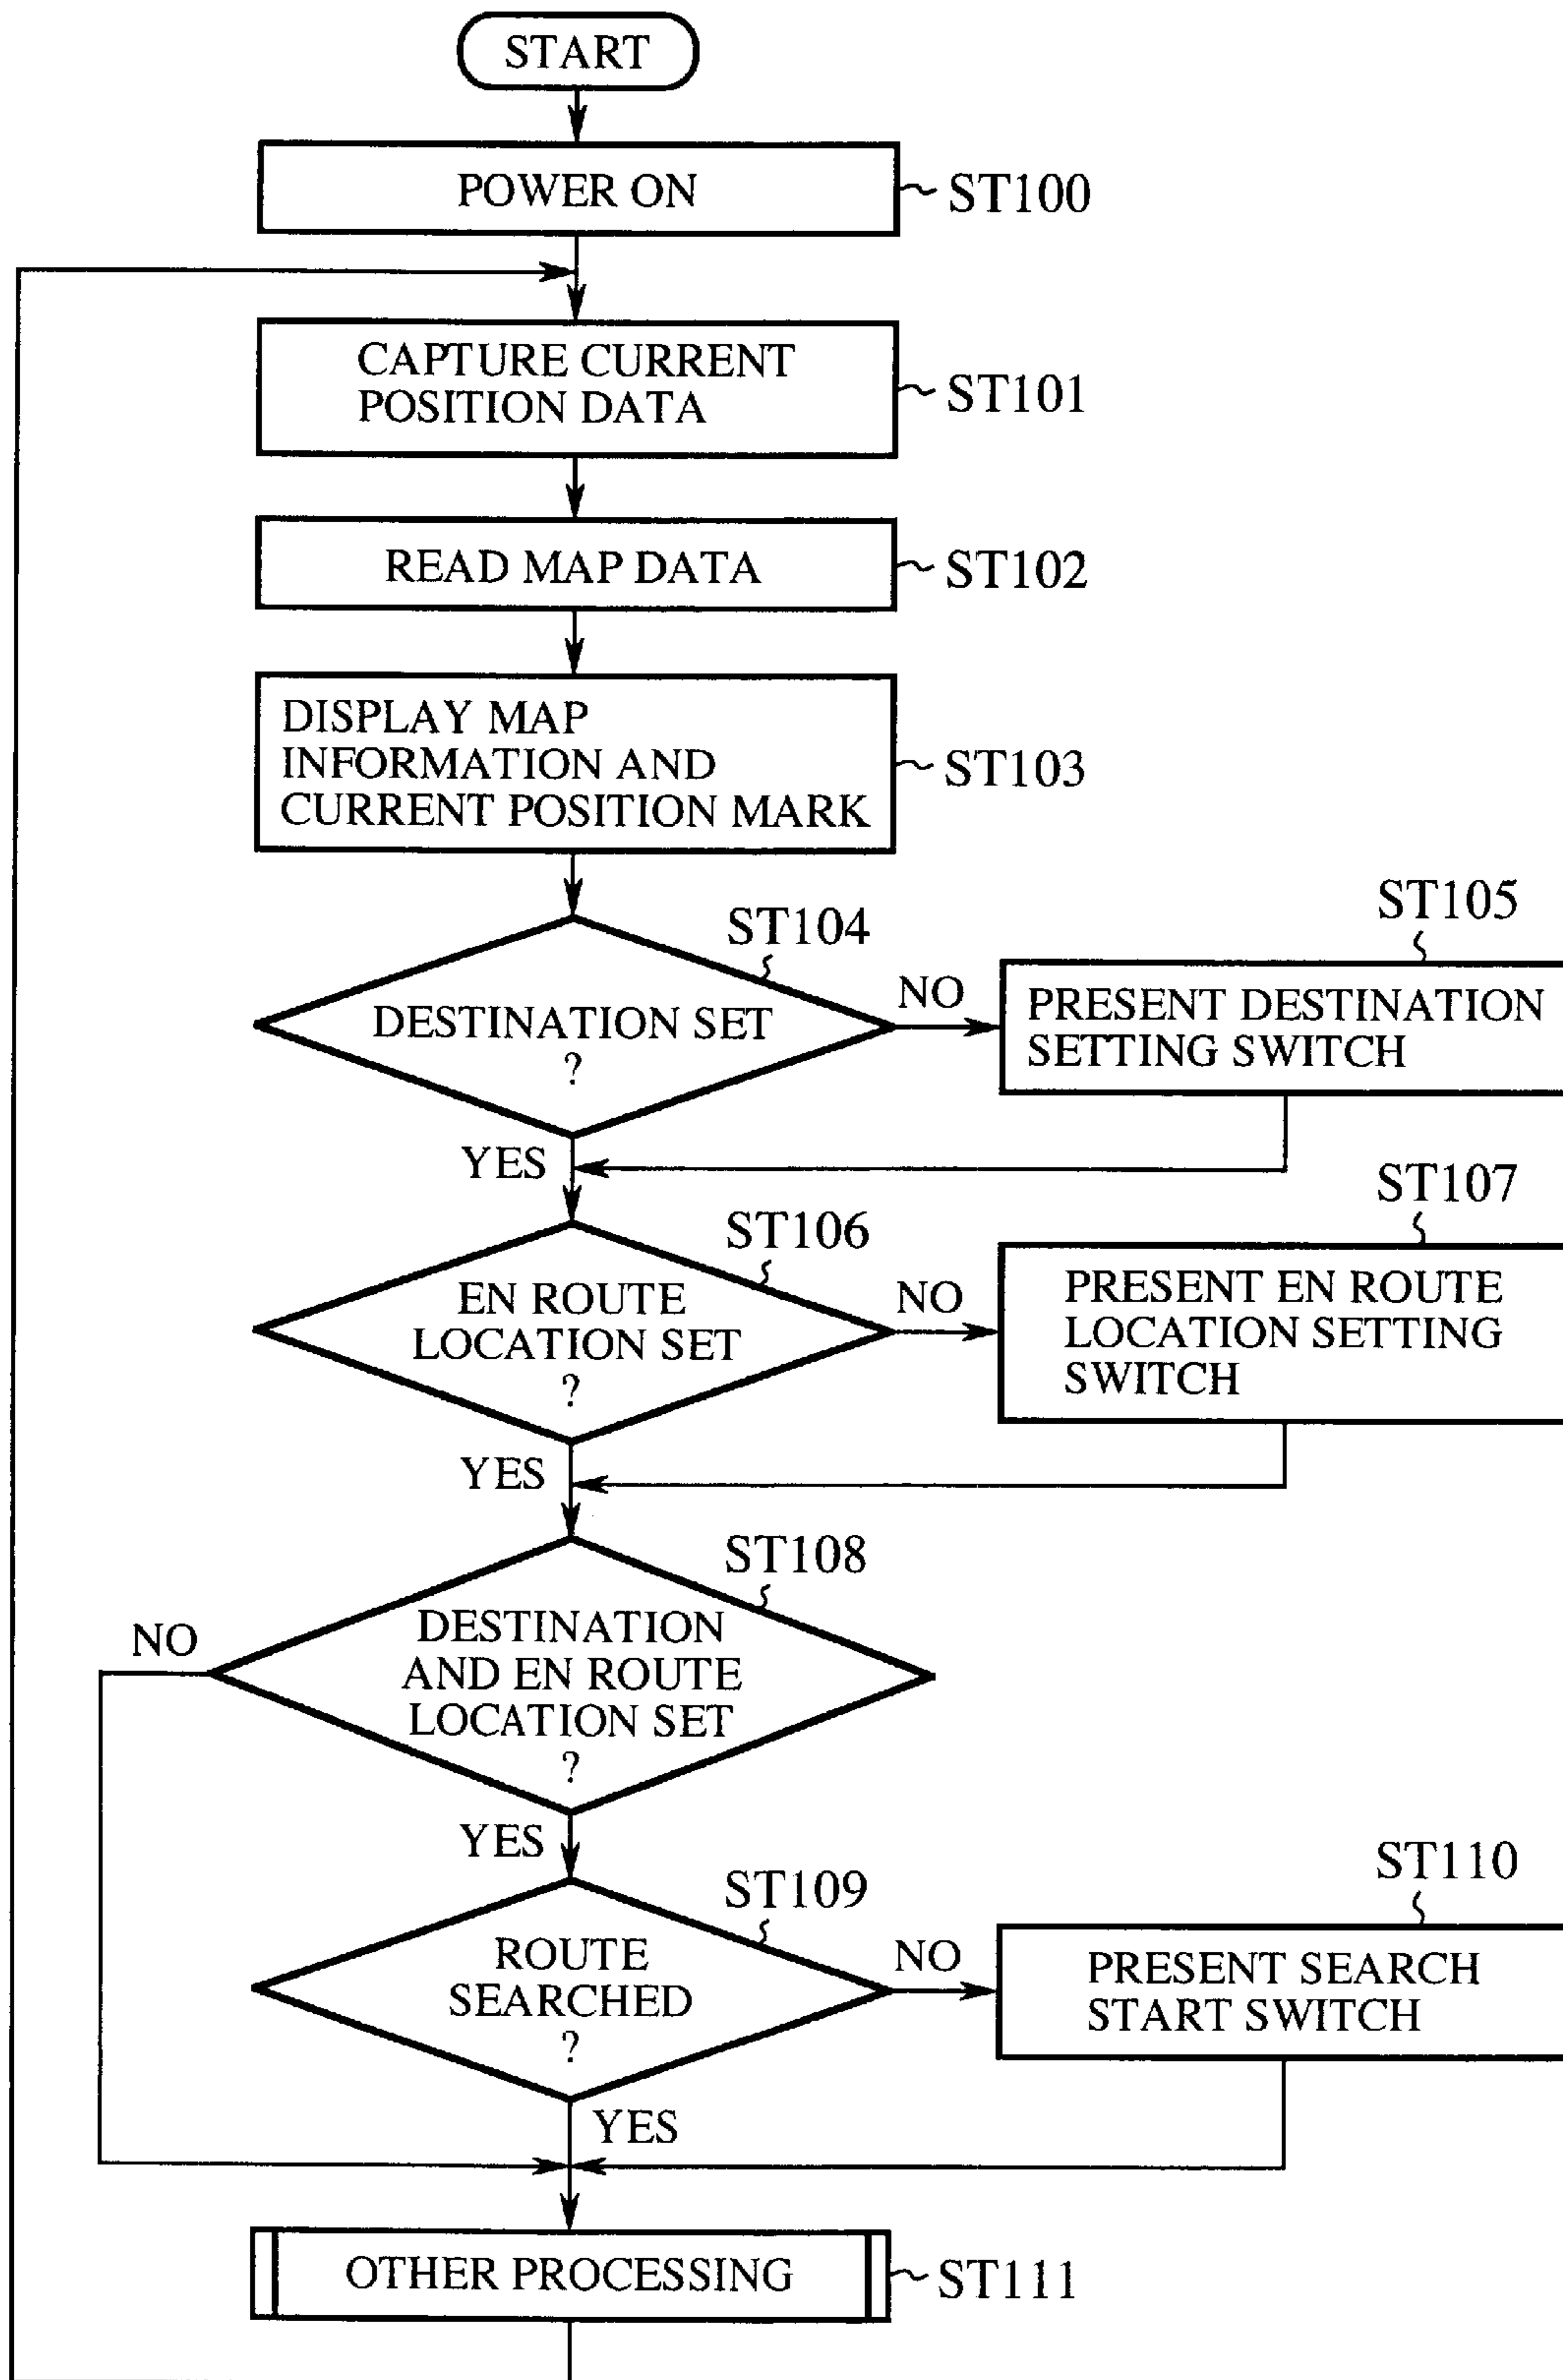 START
POWER ON
ST100
CAPTURE CURRENT
POSITION DATA
ST101
READ MAP DATA
ST102
DISPLAY MAP
INFORMATION AND
CURRENT POSITION MARK
ST103
ST104
DESTINATION SET
?
NO
ST105
PRESENT DESTINATION
SETTING SWITCH
YES
ST106
EN ROUTE
LOCATION SET
?
NO
ST107
PRESENT EN ROUTE
LOCATION SETTING
SWITCH
YES
ST108
DESTINATION
AND EN ROUTE
LOCATION SET
?
NO
YES
ST109
ROUTE
SEARCHED
?
NO
ST110
PRESENT SEARCH
START SWITCH
YES
OTHER PROCESSING
ST111